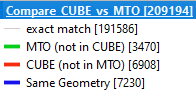 Compare CUBE vs MTO [209194]
exact match [191586]
MTO (not in CUBE) [3470]
CUBE (not in MTO) [6908]
Same Geometry [7230]